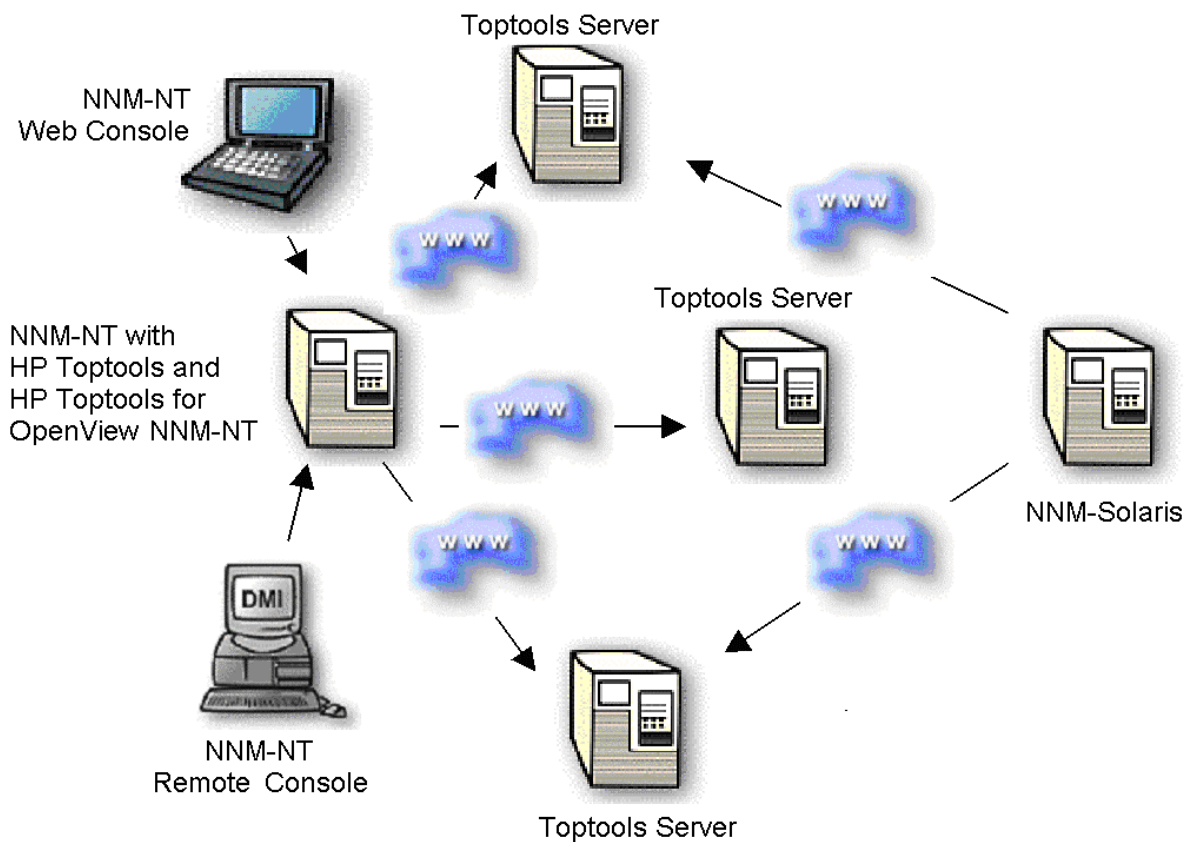 Toptools Server
NNM-NT
Web Console
www
www
Toptools Server
NNM-NT with
HP Toptools and
HP Toptools for
OpenView NNM-NT
www
NNM-Solaris
www
www
DMI
NNM-NT
Remote Console
Toptools Server